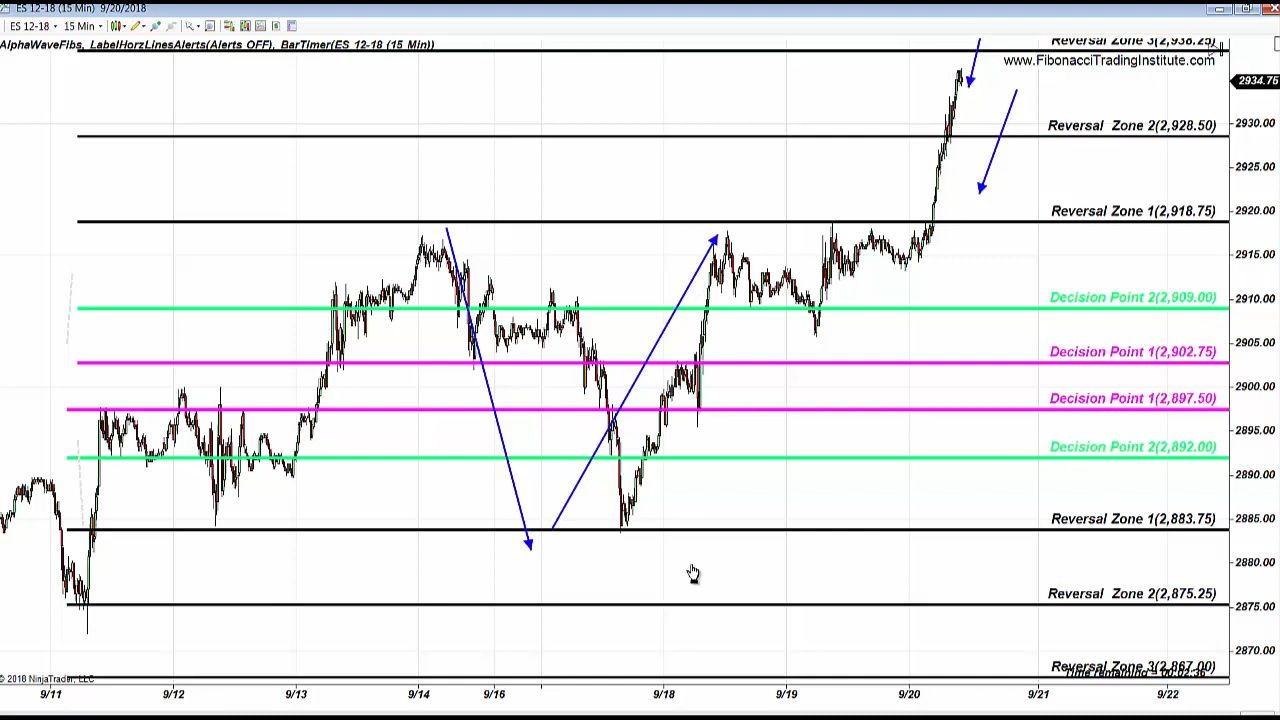 ES 12-18 (15 Min) 9/20/2018
ES 12-18 15 Min
AlphaWaveFibs, LabelHorzLinesAlerts(Alerts OFF), BarTimer(ES 12-18 (15 Min))
Reversal Zone 3(2,938.25)
www.FibonacciTradingInstitute.com
2934.75
Reversal Zone 2(2,928.50)
2930.00
2925.00
Reversal Zone 1(2,918.75)
2920.00
2915.00
Decision Point 2(2,909.00)
2910.00
2905.00
Decision Point 1(2,902.75)
2900.00
Decision Point 1(2,897.50)
2895.00
Decision Point 2(2,892.00)
2890.00
Reversal Zone 1(2,883.75)
2885.00
2880.00
Reversal Zone 2(2,875.25)
2875.00
2870.00
Reversal Zone 3(2,867.00)
Time remaining = 00:02:36
© 2018 NinjaTrader, LLC
9/11 9/12 9/13 9/14 9/16 9/18 9/19 9/20 9/21 9/22